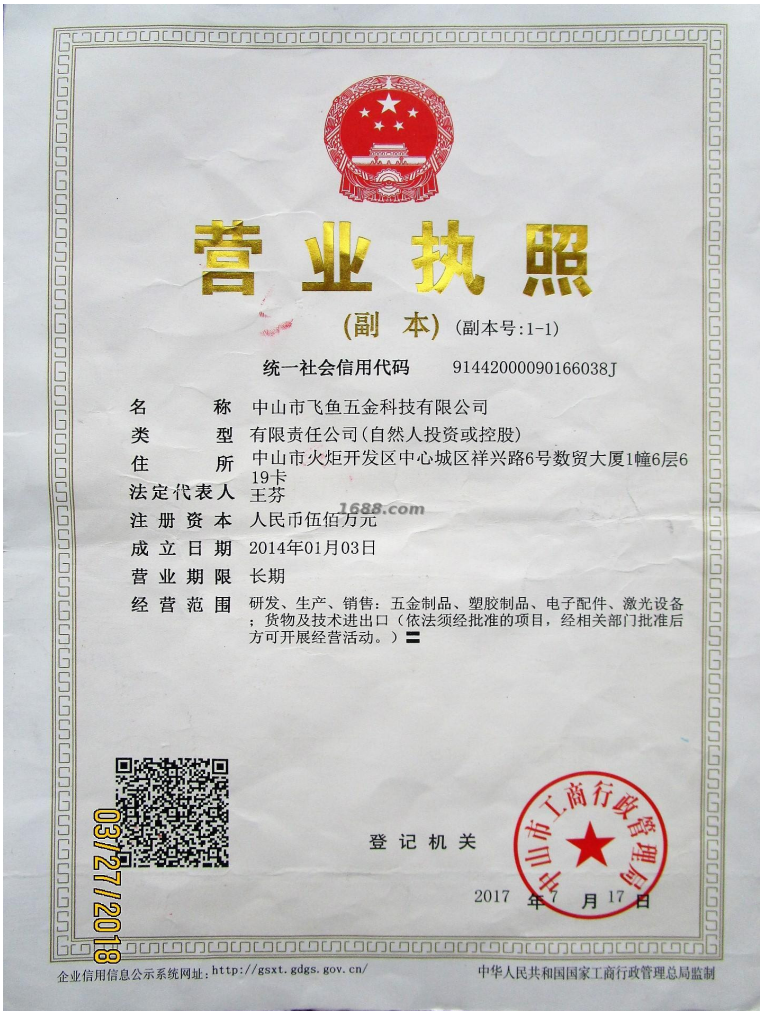 营业执照
(副 本) (副本号:1-1)
统一社会信用代码 91442000090166038J
名称 中山市飞鱼五金科技有限公司
类型 有限责任公司(自然人投资或控股)
住所 中山市火炬开发区中心城区祥兴路6号数贸大厦1幢6层6
19卡
法定代表人 王芬
1688.com
注册资本 人民币伍佰万元
成立日期 2014年01月03日
营业期限 长期
经营范围 研发、生产、销售：五金制品、塑胶制品、电子配件、激光设备
；货物及技术进出口（依法须经批准的项目，经相关部门批准后
方可开展经营活动。）〓
03/27/2018
登记机关
中山市工商行政管理局
2017 年 7 月 17 日
企业信用信息公示系统网址：http://gsxt.gdgs.gov.cn/
中华人民共和国国家工商行政管理总局监制